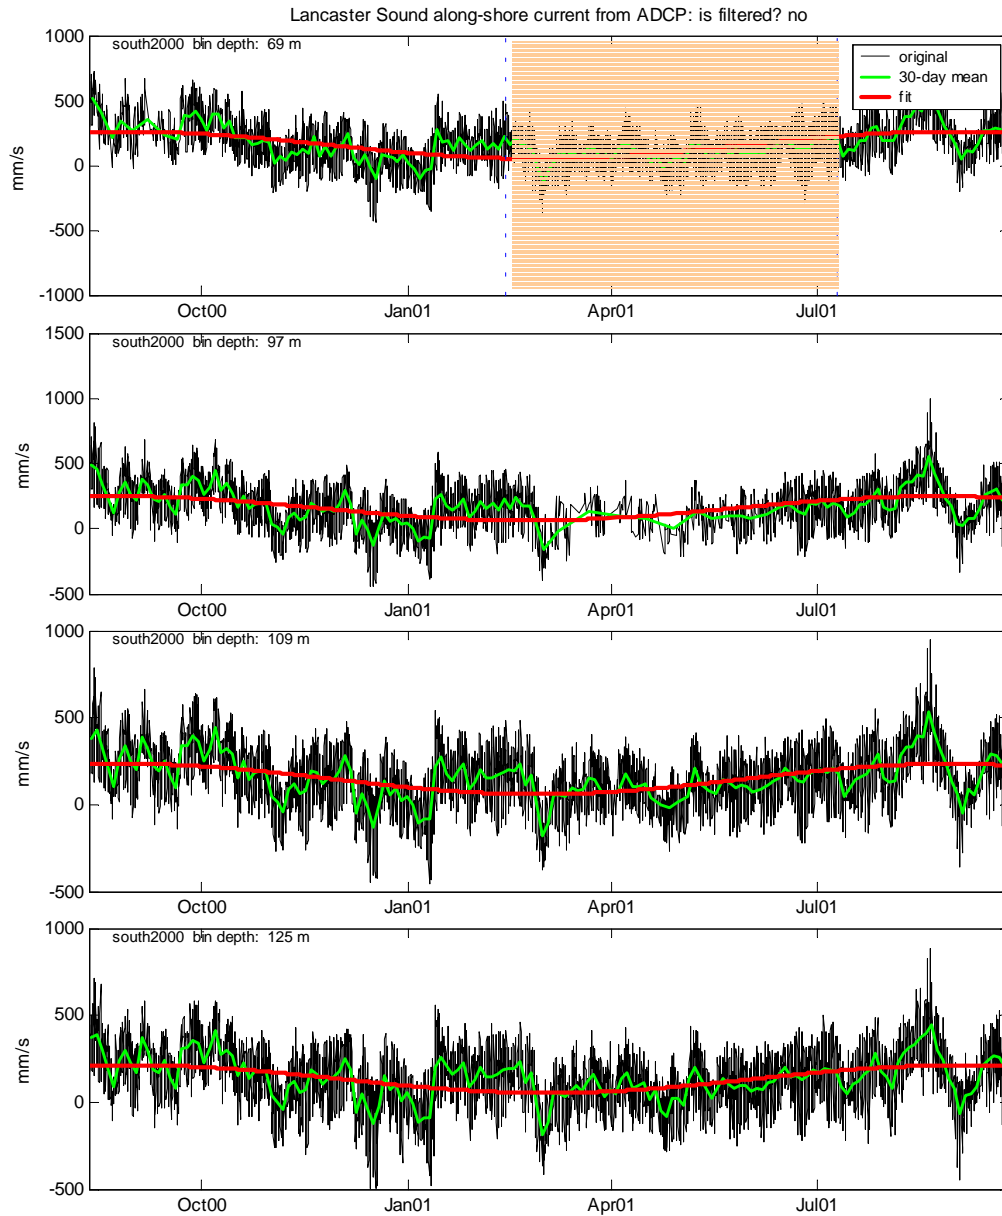 Lancaster Sound along-shore current from ADCP: is filtered? no
1000
500
0
-500
-1000
mm/s
south2000 bin depth: 69 m
original
30-day mean
fit
Oct00
Jan01
Apr01
Jul01
1500
1000
500
0
-500
mm/s
south2000 bin depth: 97 m
Oct00
Jan01
Apr01
Jul01
1000
500
0
-500
mm/s
south2000 bin depth: 109 m
Oct00
Jan01
Apr01
Jul01
1000
500
0
-500
mm/s
south2000 bin depth: 125 m
Oct00
Jan01
Apr01
Jul01